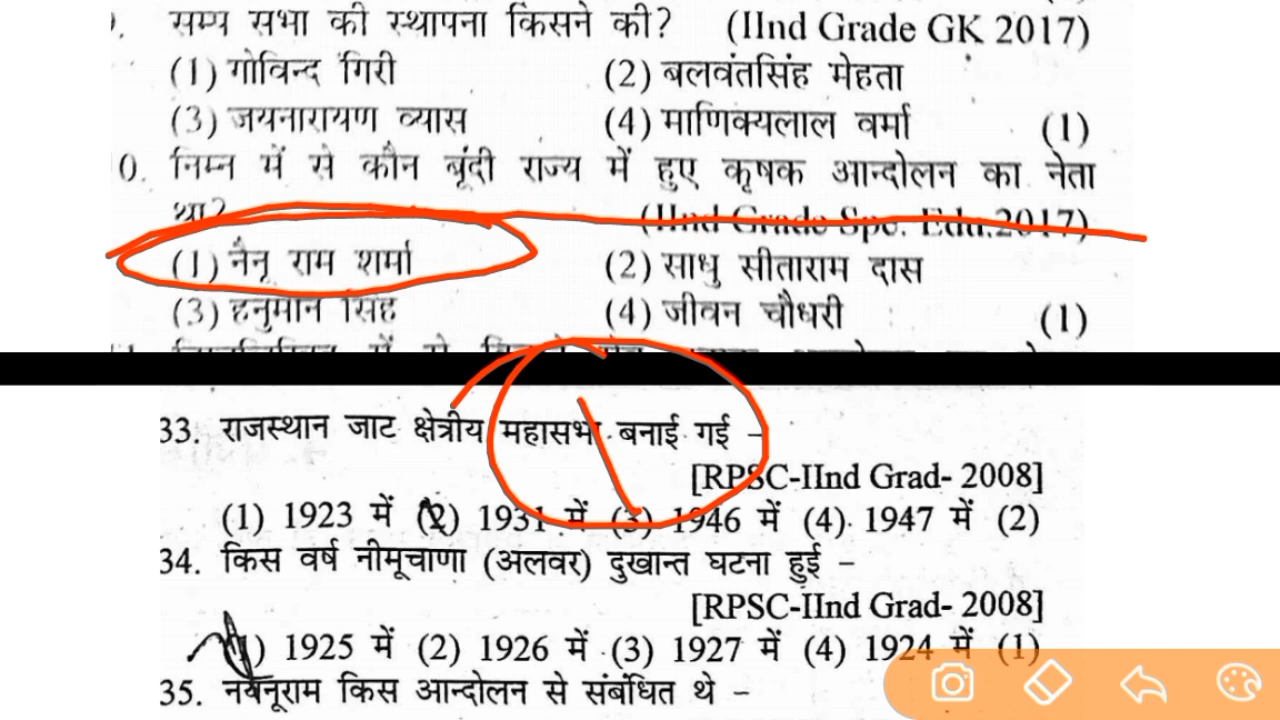 . सम्प सभा की स्थापना किसने की? (IInd Grade GK 2017)
(1) गोविन्द गिरी (2) बलवंतसिंह मेहता
(3) जयनारायण व्यास (4) माणिक्यलाल वर्मा (1)
0. निम्न में से कौन बूंदी राज्य में हुए कृषक आन्दोलन का नेता
था? (IInd Grade Spe. Edu.2017)
(1) नैनू राम शर्मा (2) साधु सीताराम दास
(3) हनुमान सिंह (4) जीवन चौधरी (1)
33. राजस्थान जाट क्षेत्रीय महासभा बनाई गई –
[RPSC-IInd Grad- 2008]
(1) 1923 में (2) 1931 में (3) 1946 में (4) 1947 में (2)
34. किस वर्ष नीमूचाणा (अलवर) दुखान्त घटना हुई –
[RPSC-IInd Grad- 2008]
(1) 1925 में (2) 1926 में (3) 1927 में (4) 1924 में (1)
35. नयनूराम किस आन्दोलन से संबंधित थे –